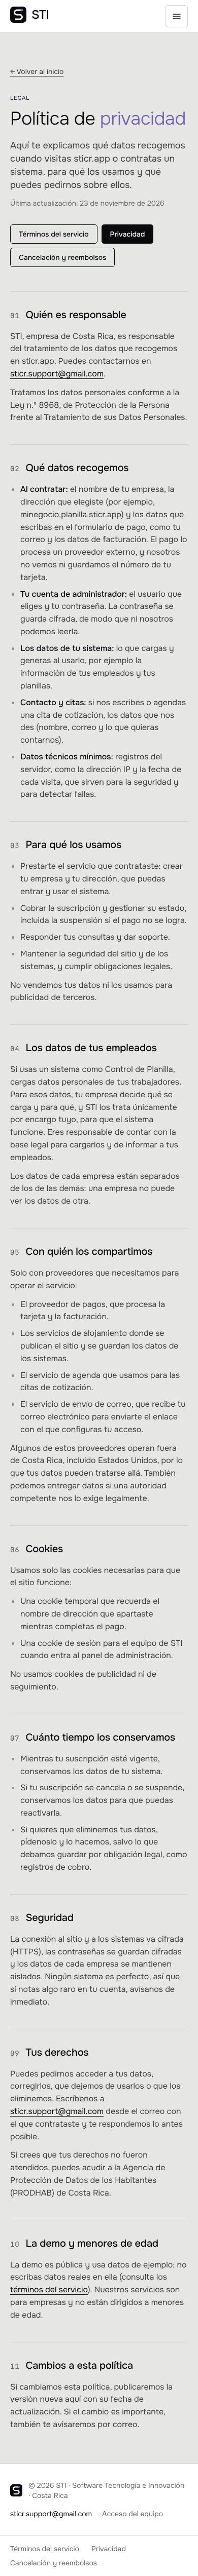 STI
← Volver al inicio
LEGAL
Política de privacidad
Aquí te explicamos qué datos recogemos
cuando visitas sticr.app o contratas un
sistema, para qué los usamos y qué
puedes pedirnos sobre ellos.
Última actualización: 23 de noviembre de 2026
Términos del servicio
Privacidad
Cancelación y reembolsos
01 Quién es responsable
STI, empresa de Costa Rica, es responsable
del tratamiento de los datos que recogemos
en sticr.app. Puedes contactarnos en
sticr.support@gmail.com.
Tratamos los datos personales conforme a la
Ley n.° 8968, de Protección de la Persona
frente al Tratamiento de sus Datos Personales.
02 Qué datos recogemos
Al contratar: el nombre de tu empresa, la
dirección que elegiste (por ejemplo,
minegocio.planilla.sticr.app) y los datos que
escribas en el formulario de pago, como tu
correo y los datos de facturación. El pago lo
procesa un proveedor externo, y nosotros
no vemos ni guardamos el número de tu
tarjeta.
Tu cuenta de administrador: el usuario que
eliges y tu contraseña. La contraseña se
guarda cifrada, de modo que ni nosotros
podemos leerla.
Los datos de tu sistema: lo que cargas y
generas al usarlo, por ejemplo la
información de tus empleados y tus
planillas.
Contacto y citas: si nos escribes o agendas
una cita de cotización, los datos que nos
des (nombre, correo y lo que quieras
contarnos).
Datos técnicos mínimos: registros del
servidor, como la dirección IP y la fecha de
cada visita, que sirven para la seguridad y
para detectar fallas.
03 Para qué los usamos
Prestarte el servicio que contrataste: crear
tu empresa y tu dirección, que puedas
entrar y usar el sistema.
Cobrar la suscripción y gestionar su estado,
incluida la suspensión si el pago no se logra.
Responder tus consultas y dar soporte.
Mantener la seguridad del sitio y de los
sistemas, y cumplir obligaciones legales.
No vendemos tus datos ni los usamos para
publicidad de terceros.
04 Los datos de tus empleados
Si usas un sistema como Control de Planilla,
cargas datos personales de tus trabajadores.
Para esos datos, tu empresa decide qué se
carga y para qué, y STI los trata únicamente
por encargo tuyo, para que el sistema
funcione. Eres responsable de contar con la
base legal para cargarlos y de informar a tus
empleados.
Los datos de cada empresa están separados
de los de las demás: una empresa no puede
ver los datos de otra.
05 Con quién los compartimos
Solo con proveedores que necesitamos para
operar el servicio:
El proveedor de pagos, que procesa la
tarjeta y la facturación.
Los servicios de alojamiento donde se
publican el sitio y se guardan los datos de
los sistemas.
El servicio de agenda que usamos para las
citas de cotización.
El servicio de envío de correo, que recibe tu
correo electrónico para enviarte el enlace
con el que configuras tu acceso.
Algunos de estos proveedores operan fuera
de Costa Rica, incluido Estados Unidos, por lo
que tus datos pueden tratarse allá. También
podemos entregar datos si una autoridad
competente nos lo exige legalmente.
06 Cookies
Usamos solo las cookies necesarias para que
el sitio funcione:
Una cookie temporal que recuerda el
nombre de dirección que apartaste
mientras completas el pago.
Una cookie de sesión para el equipo de STI
cuando entra al panel de administración.
No usamos cookies de publicidad ni de
seguimiento.
07 Cuánto tiempo los conservamos
Mientras tu suscripción esté vigente,
conservamos los datos de tu sistema.
Si tu suscripción se cancela o se suspende,
conservamos los datos para que puedas
reactivarla.
Si quieres que eliminemos tus datos,
pídenoslo y lo hacemos, salvo lo que
debamos guardar por obligación legal, como
registros de cobro.
08 Seguridad
La conexión al sitio y a los sistemas va cifrada
(HTTPS), las contraseñas se guardan cifradas
y los datos de cada empresa se mantienen
aislados. Ningún sistema es perfecto, así que
si notas algo raro en tu cuenta, avísanos de
inmediato.
09 Tus derechos
Puedes pedirnos acceder a tus datos,
corregirlos, que dejemos de usarlos o que los
eliminemos. Escríbenos a
sticr.support@gmail.com desde el correo con
el que contrataste y te respondemos lo antes
posible.
Si crees que tus derechos no fueron
atendidos, puedes acudir a la Agencia de
Protección de Datos de los Habitantes
(PRODHAB) de Costa Rica.
10 La demo y menores de edad
La demo es pública y usa datos de ejemplo: no
escribas datos reales en ella (consulta los
términos del servicio). Nuestros servicios son
para empresas y no están dirigidos a menores
de edad.
11 Cambios a esta política
Si cambiamos esta política, publicaremos la
versión nueva aquí con su fecha de
actualización. Si el cambio es importante,
también te avisaremos por correo.
© 2026 STI · Software Tecnología e Innovación
· Costa Rica
sticr.support@gmail.com Acceso del equipo
Términos del servicio Privacidad
Cancelación y reembolsos